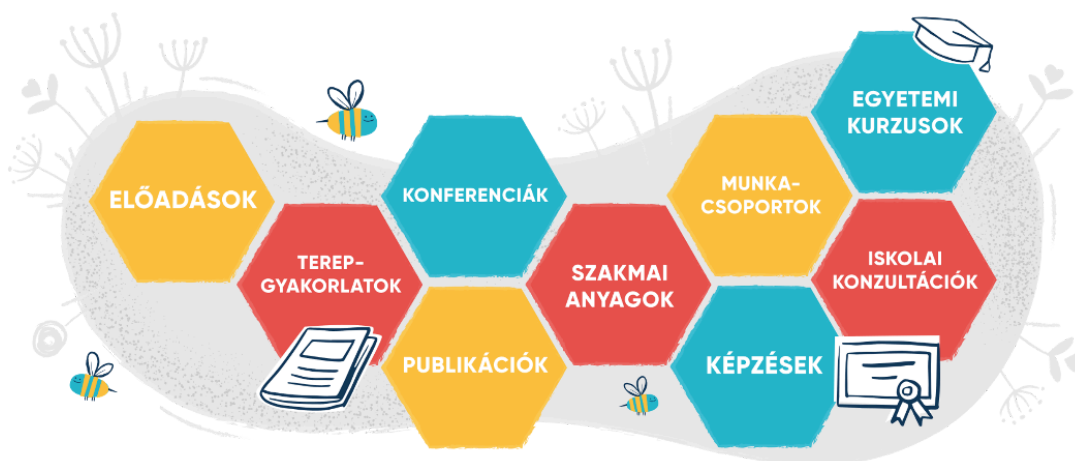 ELŐADÁSOK
TEREP-
GYAKORLATOK
KONFERENCIÁK
PUBLIKÁCIÓK
SZAKMAI
ANYAGOK
MUNKA-
CSOPORTOK
KÉPZÉSEK
EGYETEMI
KURZUSOK
ISKOLAI
KONZULTÁCIÓK